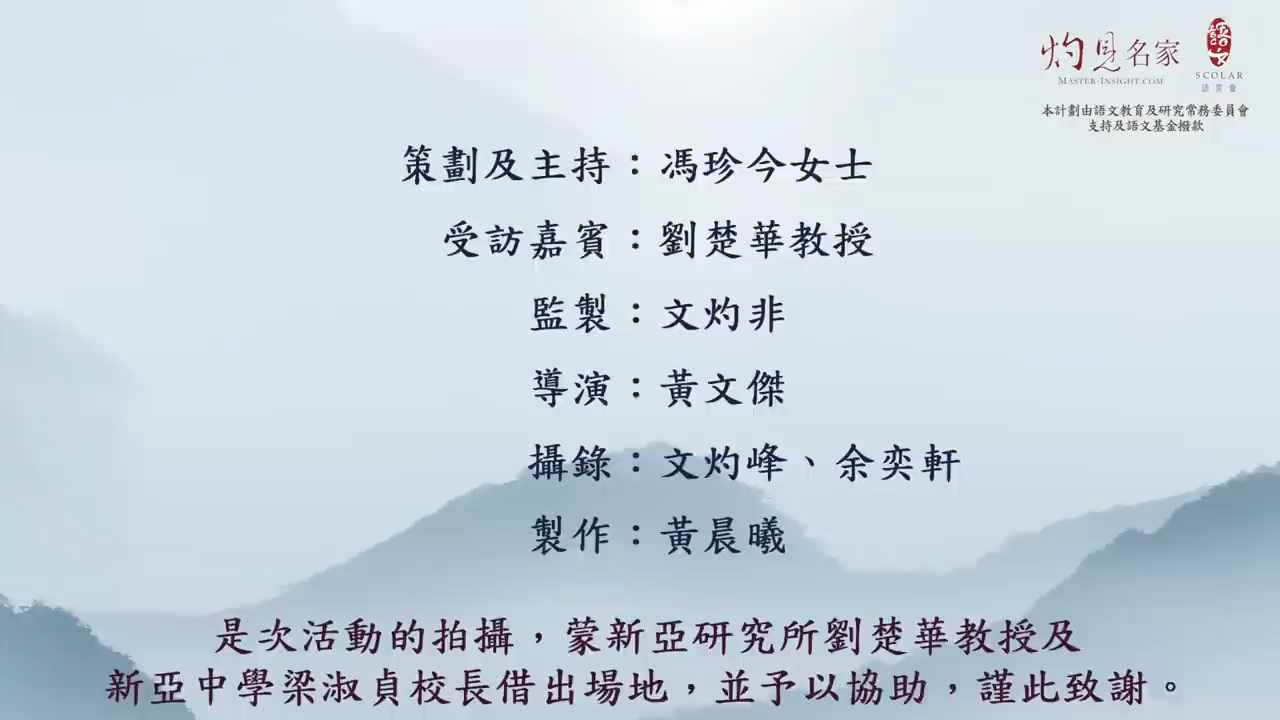 灼見名家
MASTER-INSIGHT.COM
語文
SCOLAR
語常會
本計劃由語文教育及研究常務委員會
支持及語文基金撥款
策劃及主持：馮珍今女士
受訪嘉賓：劉楚華教授
監製：文灼非
導演：黃文傑
攝錄：文灼峰、余奕軒
製作：黃晨曦
是次活動的拍攝，蒙新亞研究所劉楚華教授及
新亞中學梁淑貞校長借出場地，並予以協助，謹此致謝。